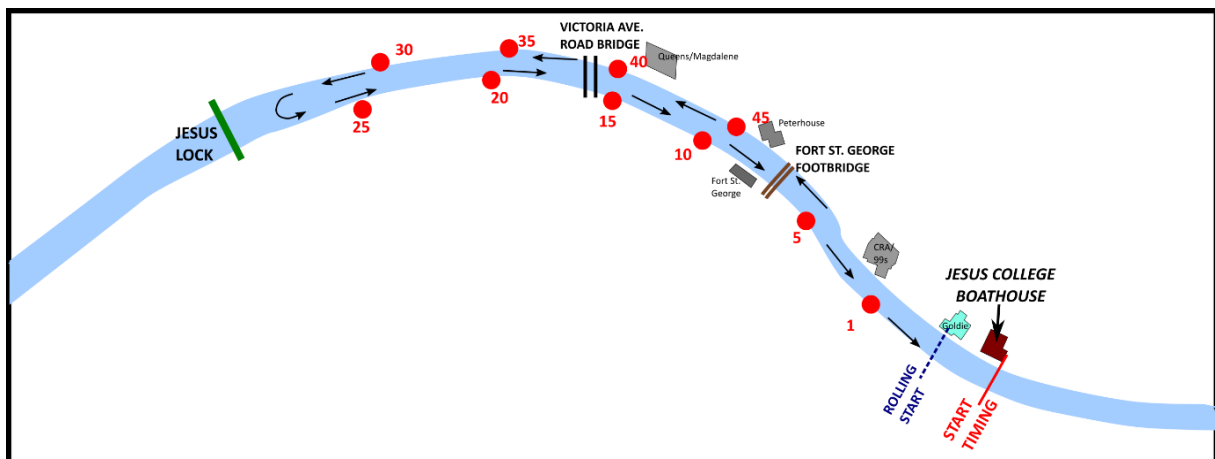 VICTORIA AVE.
ROAD BRIDGE
35
30
40
Queens/Magdalene
20
25
15
JESUS
LOCK
45
Peterhouse
10
FORT ST. GEORGE
FOOTBRIDGE
Fort St.
George
5
CRA/
99s
JESUS COLLEGE
BOATHOUSE
1
Goldie
ROLLING
START
START
TIMING